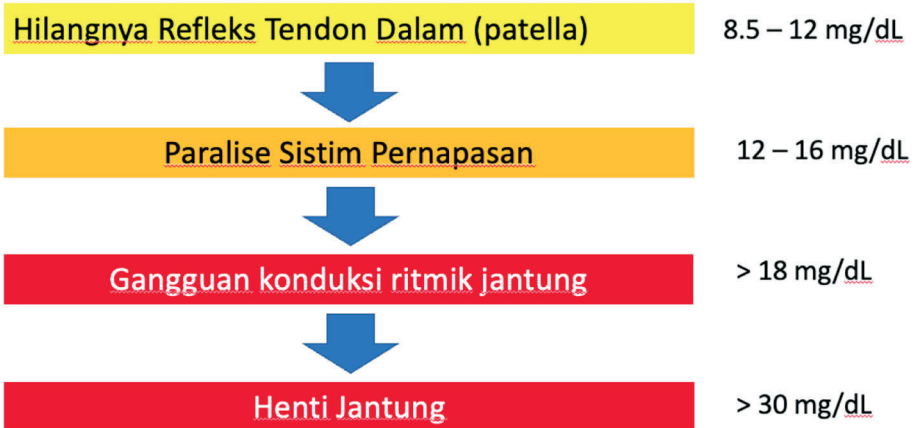 Hilangnya Refleks Tendon Dalam (patella) 8.5 – 12 mg/dL
Paralise Sistim Pernapasan 12 – 16 mg/dL
Gangguan konduksi ritmik jantung > 18 mg/dL
Henti Jantung > 30 mg/dL